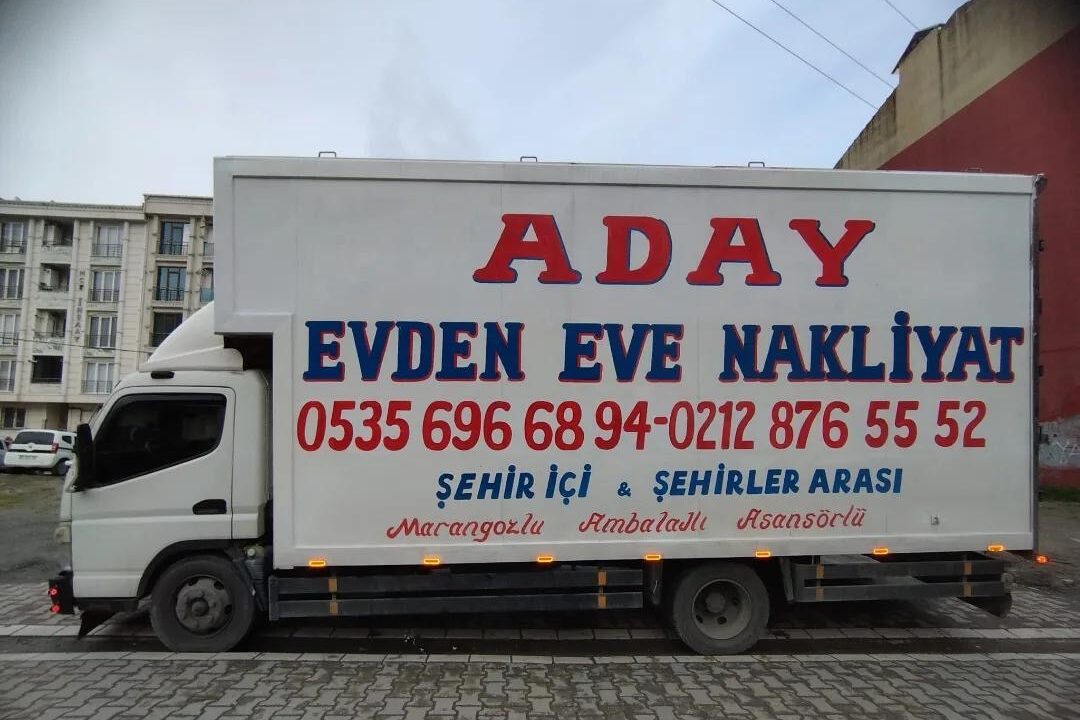 ADAY
EVDEN EVE NAKLİYAT
0535 696 68 94-0212 876 55 52
ŞEHİR İÇİ & ŞEHİRLER ARASI
Marangozlu Ambalajlı Asansörlü